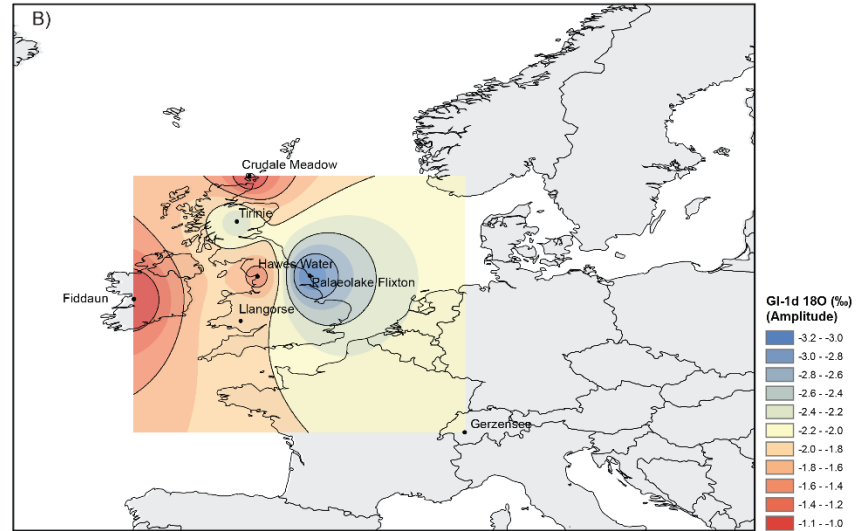 B)
Crudale Meadow
Tirinie
Hawes Water
Palaeolake Flixton
Fiddaun
Llangorse
Gerzensee
GI-1d 18O (‰)
(Amplitude)
-3.2 - -3.0
-3.0 - -2.8
-2.8 - -2.6
-2.6 - -2.4
-2.4 - -2.2
-2.2 - -2.0
-2.0 - -1.8
-1.8 - -1.6
-1.6 - -1.4
-1.4 - -1.2
-1.1 - -1.0